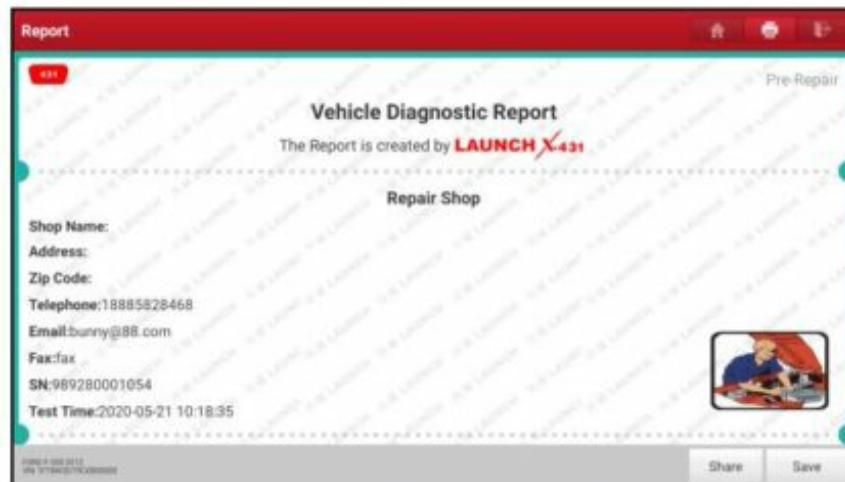 Report
431
Pre-Repair
Vehicle Diagnostic Report
The Report is created by LAUNCH X-431
Repair Shop
Shop Name:
Address:
Zip Code:
Telephone:18885828468
Email:bunny@88.com
Fax:fax
SN:989280001054
Test Time:2020-05-21 10:18:35
Share
Save